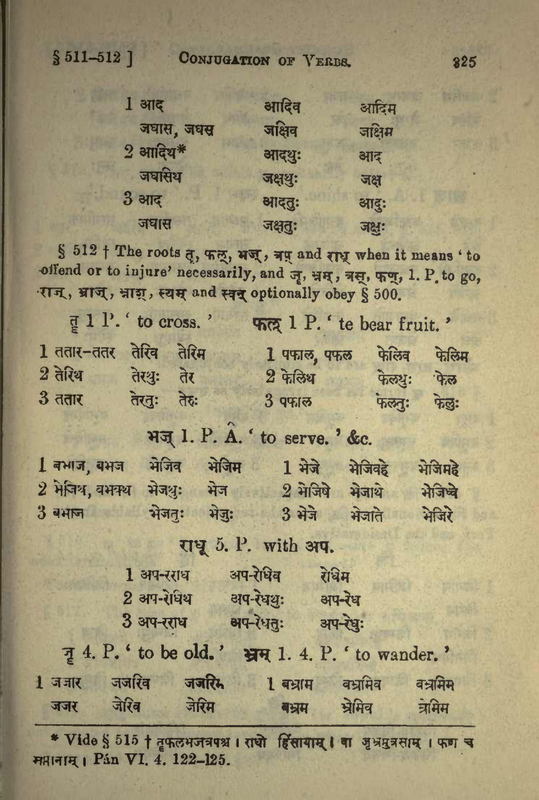 § 511–512 ] CONJUGATION OF VERBS. 325
1 आद आदिव आदिम
जघास, जघस जक्षिव जक्षिम
2 आदिथ* आदथुः आद
जघसिथ जक्षथुः जक्ष
3 आद आदतुः आदुः
जघास जक्षतुः जक्षुः
§ 512 † The roots तॄ, फल्, भज्, त्रप् and राध् when it means ‘ to
offend or to injure’ necessarily, and जॄ, भ्रम्, त्रस्, फण्, 1. P. to go,
राज्, भ्राज्, भ्राश्, स्यम् and स्वन् optionally obey § 500.
तॄ 1 P. ‘ to cross. ’ फल् 1 P. ‘ te bear fruit. ’
1 ततार-ततर तेरिव तेरिम 1 पफाल, पफल फेलिव फेलिम
2 तेरिथ तेरथुः तेर 2 फेलिथ फेलथुः फेल
3 ततार तेरतुः तेरुः 3 पफाल फेलतुः फेलुः
भज् 1. P. Â. ‘ to serve. ’ &c.
1 बभाज, बभज भेजिव भेजिम 1 भेजे भेजिवहे भेजिमहे
2 भेजिथ, बभक्थ भेजथुः भेज 2 भेजिषे भेजाथे भेजिध्वे
3 बभाज भेजतुः भेजुः 3 भेजे भेजाते भेजिरे
राधू 5. P. with अप.
1 अप-रराध अप-रेधिव रेधिम
2 अप-रेधिथ अप-रेधथुः अप-रेध
3 अप-रराध अप-रेधतुः अप-रेधुः
जॄ 4. P. ‘ to be old. ’ भ्रम् 1. 4. P. ‘ to wander. ’
1 जजार जजरिव जजरिम 1 बभ्राम बभ्रमिव बभ्रमिम
जजर जेरिव जेरिम बभ्रम भ्रेमिव भ्रेमिम
* Vide § 515 † तॄफलभजत्रपश्च । राधो हिंसायाम् । वा जॄभ्रमुत्रसाम् । फण च
सप्तानाम् । Pán VI. 4. 122–125.